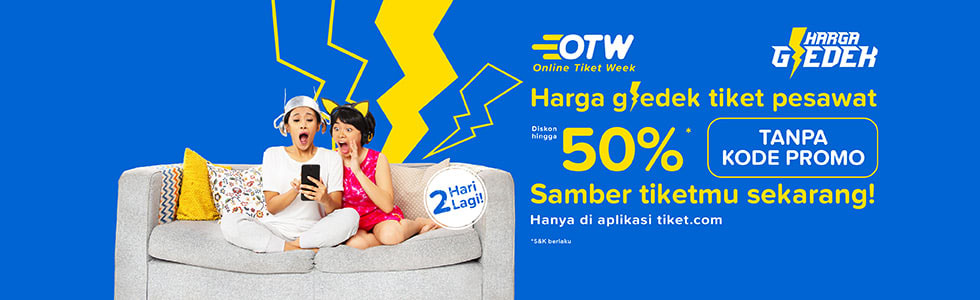 OTW
Online Tiket Week
HARGA
GLEDEK
Harga gledek tiket pesawat
Diskon
hingga
50%*
TANPA
KODE PROMO
2 Hari
Lagi!
Samber tiketmu sekarang!
Hanya di aplikasi tiket.com
*S&K berlaku